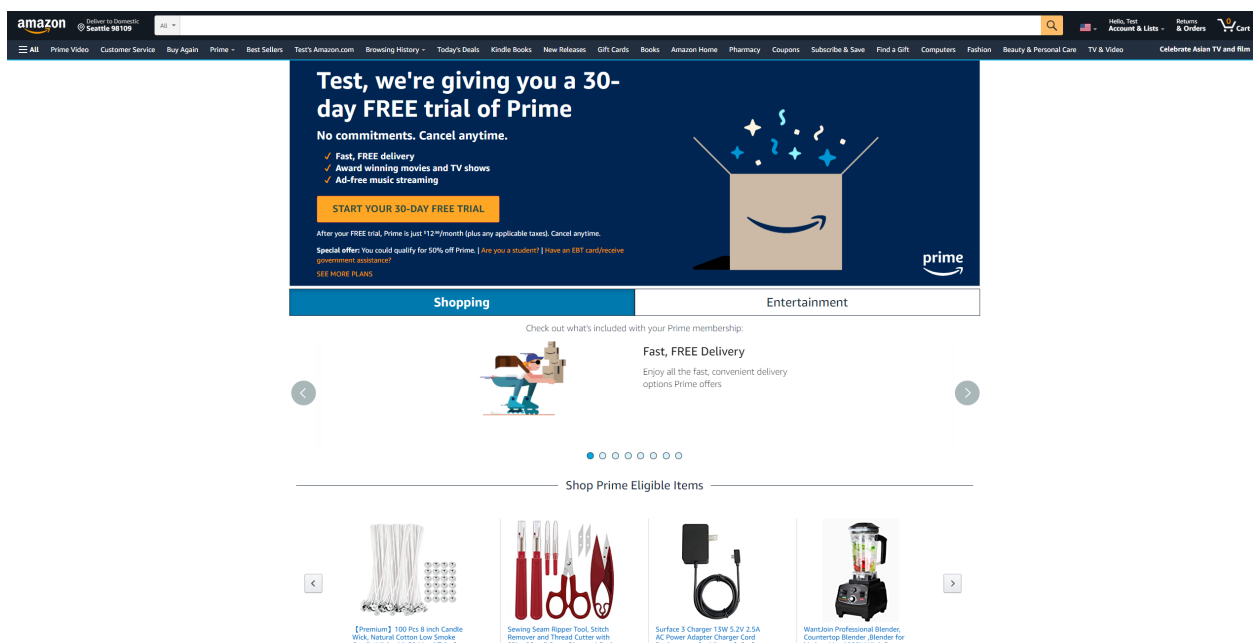 amazon
Deliver to Domestic
Seattle 98109
All
Hello, Test
Account & Lists
Returns
& Orders
0
Cart
All
Prime Video
Customer Service
Buy Again
Prime
Best Sellers
Test's Amazon.com
Browsing History
Today's Deals
Kindle Books
New Releases
Gift Cards
Books
Amazon Home
Pharmacy
Coupons
Subscribe & Save
Find a Gift
Computers
Fashion
Beauty & Personal Care
TV & Video
Celebrate Asian TV and film
Test, we're giving you a 30-
day FREE trial of Prime
No commitments. Cancel anytime.
✓ Fast, FREE delivery
✓ Award winning movies and TV shows
✓ Ad-free music streaming
START YOUR 30-DAY FREE TRIAL
After your FREE trial, Prime is just $12.99/month (plus any applicable taxes). Cancel anytime.
Special offer: You could qualify for 50% off Prime. | Are you a student? | Have an EBT card/receive
government assistance?
SEE MORE PLANS
prime
Shopping
Entertainment
Check out what's included with your Prime membership:
Fast, FREE Delivery
Enjoy all the fast, convenient delivery
options Prime offers
Shop Prime Eligible Items
【Premium】100 Pcs 8 inch Candle
Wick, Natural Cotton Low Smoke
Sewing Seam Ripper Tool, Stitch
Remover and Thread Cutter with
Surface 3 Charger 13W 5.2V 2.5A
AC Power Adapter Charger Cord
WantJoin Professional Blender,
Countertop Blender ,Blender for